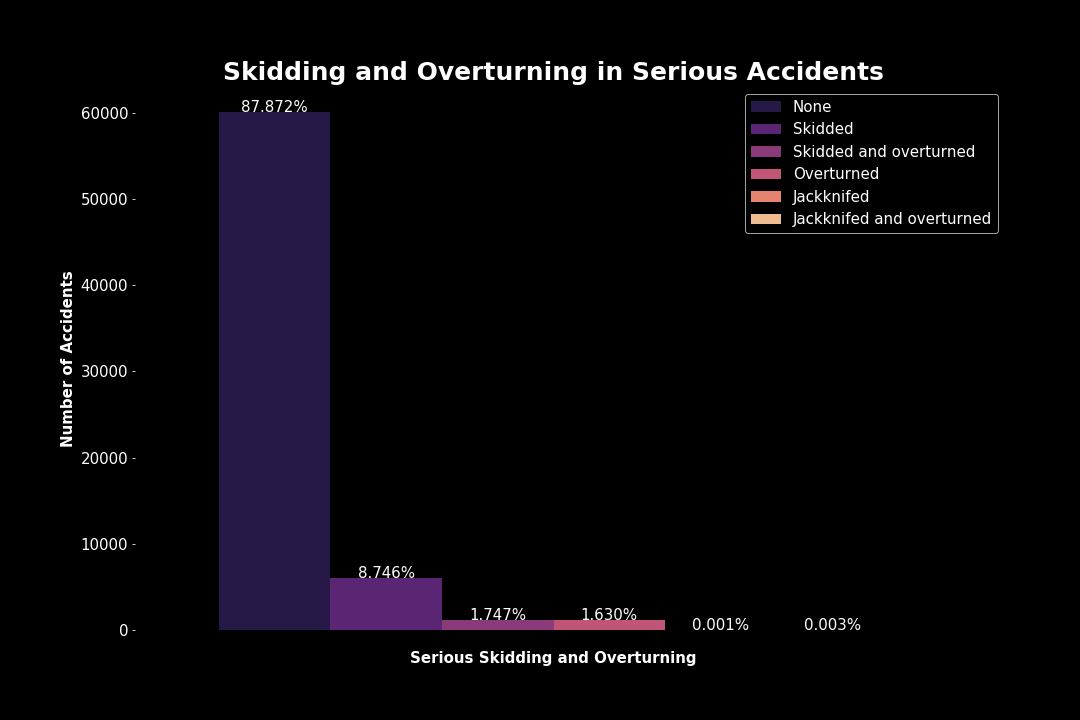 Skidding and Overturning in Serious Accidents
87.872%
60000
None
Skidded
Skidded and overturned
Overturned
Jackknifed
Jackknifed and overturned
50000
40000
Number of Accidents
30000
20000
10000
8.746%
1.747%
1.630%
0.001%
0.003%
0
Serious Skidding and Overturning